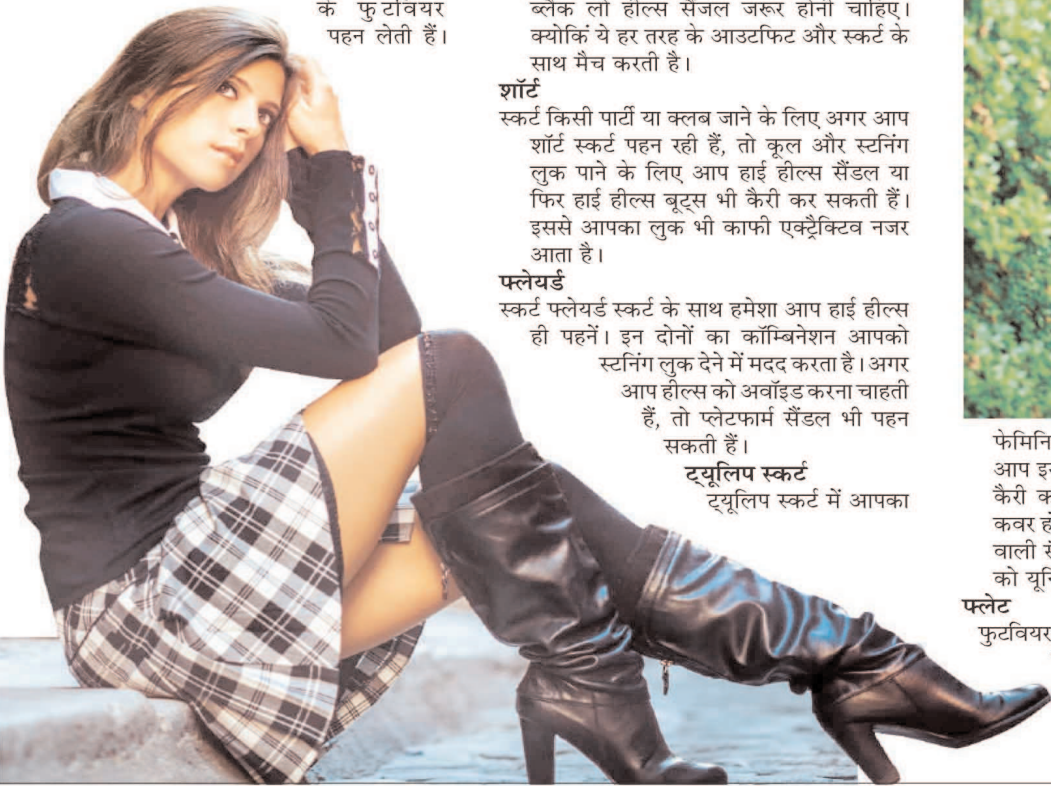 के फुटवियर
पहन लेती हैं।
ब्लैक लो हील्स सैंजल जरूर होनी चाहिए।
क्योकिं ये हर तरह के आउटफिट और स्कर्ट के
साथ मैच करती है।
शॉर्ट
स्कर्ट किसी पार्टी या क्लब जाने के लिए अगर आप
शॉर्ट स्कर्ट पहन रही हैं, तो कूल और स्टनिंग
लुक पाने के लिए आप हाई हील्स सैंडल या
फिर हाई हील्स बूट्स भी कैरी कर सकती हैं।
इससे आपका लुक भी काफी एक्ट्रैक्टिव नजर
आता है।
फ्लेयर्ड
स्कर्ट फ्लेयर्ड स्कर्ट के साथ हमेशा आप हाई हील्स
ही पहनें। इन दोनों का कॉम्बिनेशन आपको
स्टनिंग लुक देने में मदद करता है। अगर
आप हील्स को अवॉइड करना चाहती
हैं, तो प्लेटफार्म सैंडल भी पहन
सकती हैं।
ट्यूलिप स्कर्ट
ट्यूलिप स्कर्ट में आपका
फेमिनि
आप इ
कैरी क
कवर ह
वाली
को यूनि
फ्लेट
फुटवियर